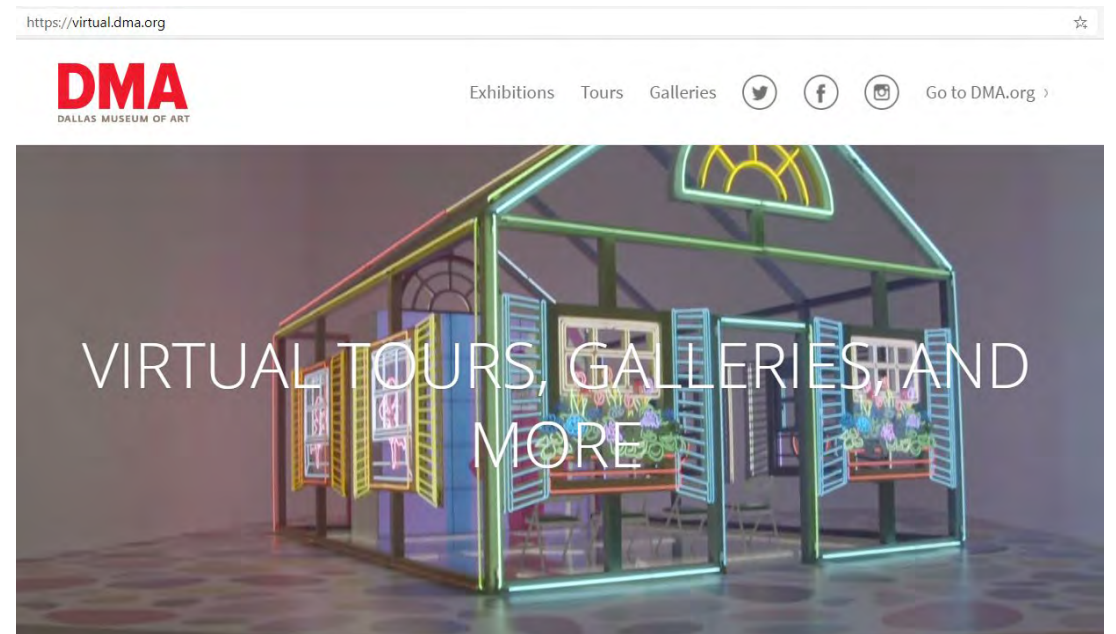 https://virtual.dma.org
DMA
DALLAS MUSEUM OF ART
Exhibitions Tours Galleries Go to DMA.org ›
VIRTUAL TOURS, GALLERIES, AND
MORE